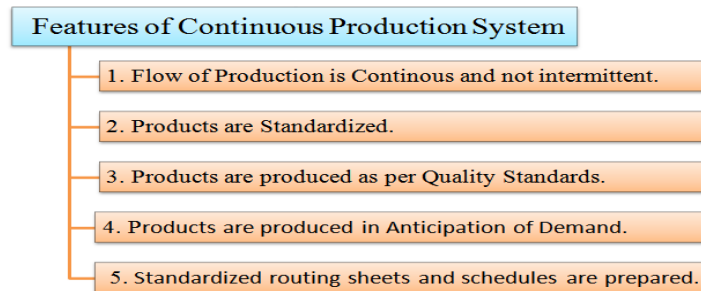 Features of Continuous Production System
1. Flow of Production is Continous and not intermittent.
2. Products are Standardized.
3. Products are produced as per Quality Standards.
4. Products are produced in Anticipation of Demand.
5. Standardized routing sheets and schedules are prepared.